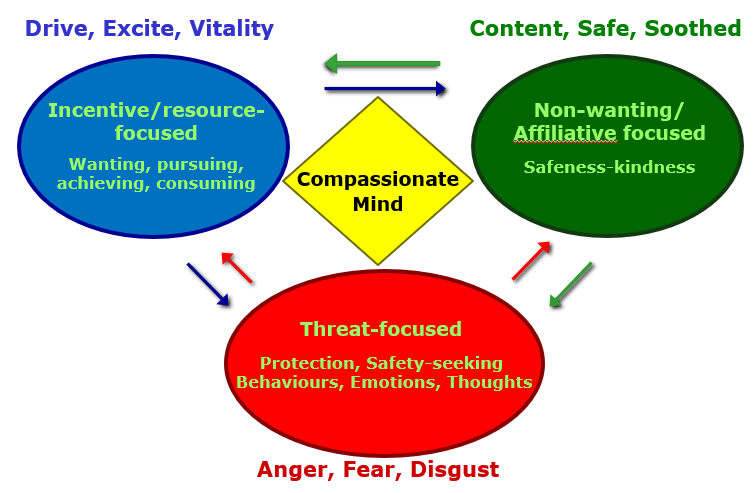 Drive, Excite, Vitality
Content, Safe, Soothed
Incentive/resource-
focused
Wanting, pursuing,
achieving, consuming
Non-wanting/
Affiliative focused
Safeness-kindness
Compassionate
Mind
Threat-focused
Protection, Safety-seeking
Behaviours, Emotions, Thoughts
Anger, Fear, Disgust